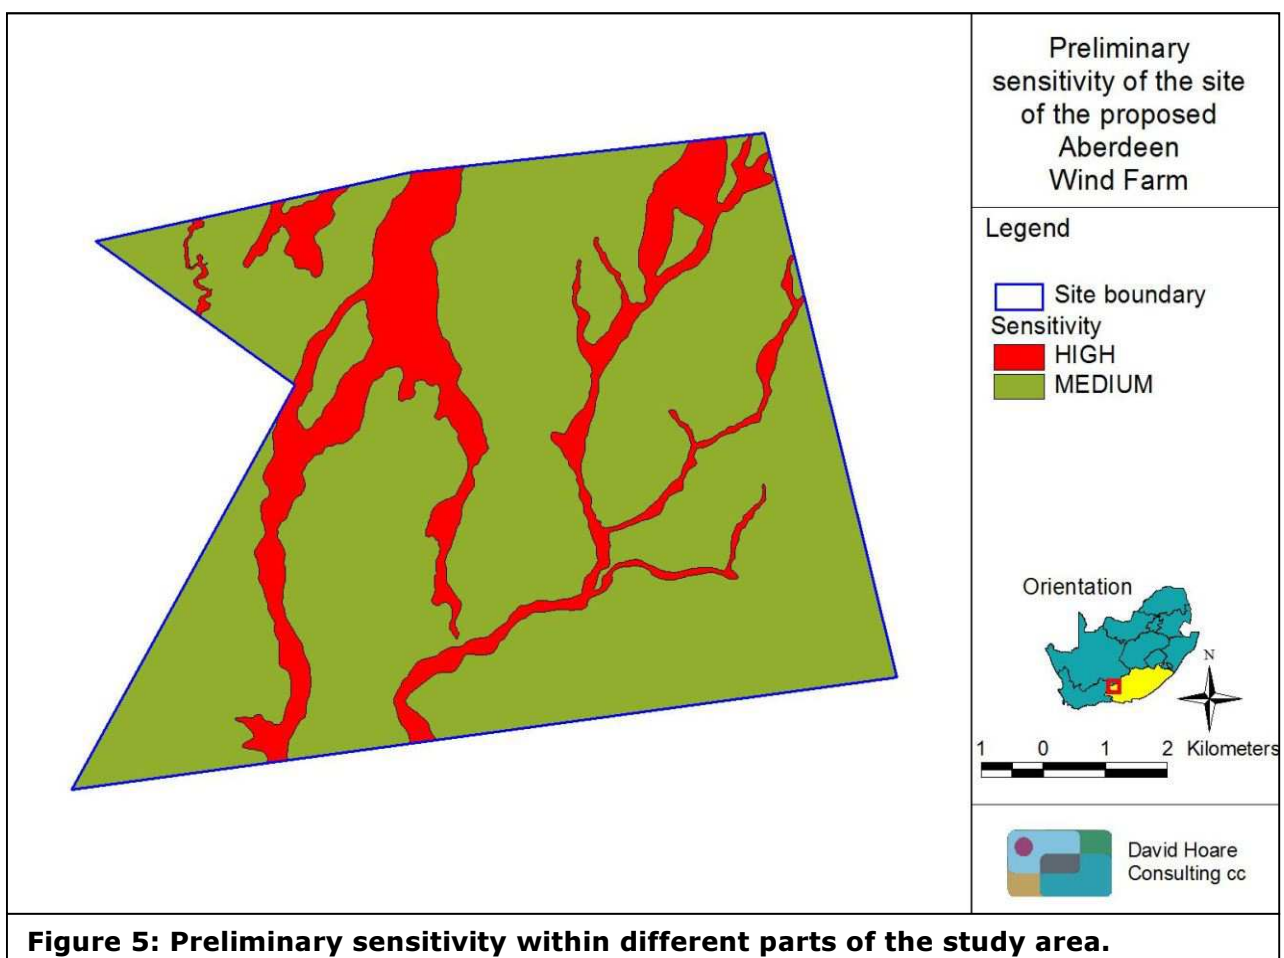 Preliminary
sensitivity of the site
of the proposed
Aberdeen
Wind Farm
Legend
Site boundary
Sensitivity
HIGH
MEDIUM
Orientation
N
1 0 1 2 Kilometers
David Hoare
Consulting cc
Figure 5: Preliminary sensitivity within different parts of the study area.